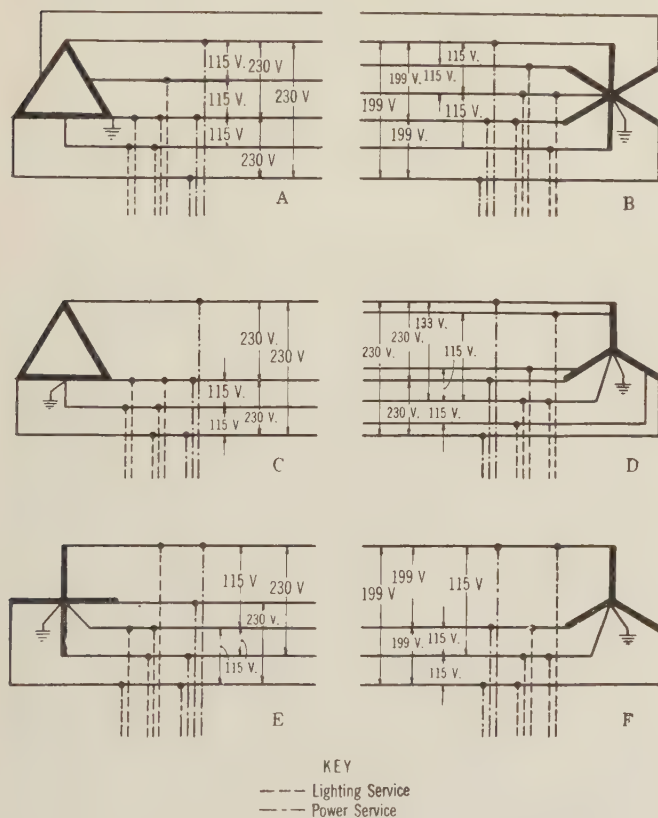 115 V.
230 V.
230 V.
115 V.
115 V
230 V
A
115 V.
199 V.
115 V.
199 V
115 V.
199 V.
B
230 V.
230 V
115 V.
230 V.
115 V
C
133 V.
230 V.
230 V.
115 V.
230 V.
115 V.
D
115 V
230 V
230 V.
115 V.
E
199 V
115 V
199 V
115 V.
199 V.
115 V.
F
KEY
Lighting Service
Power Service